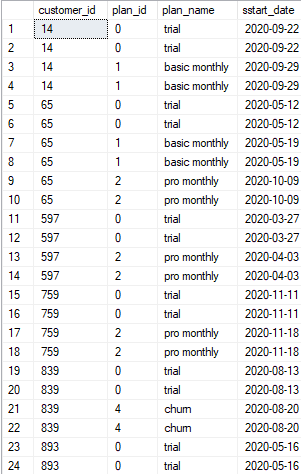 customer_id plan_id plan_name sstart_date
1 14 0 trial 2020-09-22
2 14 0 trial 2020-09-22
3 14 1 basic monthly 2020-09-29
4 14 1 basic monthly 2020-09-29
5 65 0 trial 2020-05-12
6 65 0 trial 2020-05-12
7 65 1 basic monthly 2020-05-19
8 65 1 basic monthly 2020-05-19
9 65 2 pro monthly 2020-10-09
10 65 2 pro monthly 2020-10-09
11 597 0 trial 2020-03-27
12 597 0 trial 2020-03-27
13 597 2 pro monthly 2020-04-03
14 597 2 pro monthly 2020-04-03
15 759 0 trial 2020-11-11
16 759 0 trial 2020-11-11
17 759 2 pro monthly 2020-11-18
18 759 2 pro monthly 2020-11-18
19 839 0 trial 2020-08-13
20 839 0 trial 2020-08-13
21 839 4 churn 2020-08-20
22 839 4 churn 2020-08-20
23 893 0 trial 2020-05-16
24 893 0 trial 2020-05-16